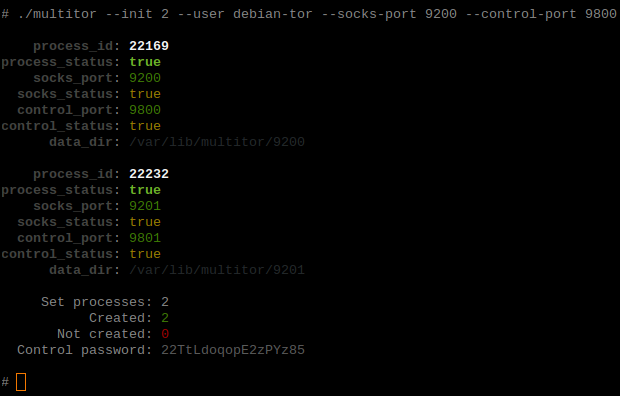 # ./multitor --init 2 --user debian-tor --socks-port 9200 --control-port 9800
process_id: 22169
process_status: true
socks_port: 9200
socks_status: true
control_port: 9800
control_status: true
data_dir: /var/lib/multitor/9200
process_id: 22232
process_status: true
socks_port: 9201
socks_status: true
control_port: 9801
control_status: true
data_dir: /var/lib/multitor/9201
Set processes: 2
Created: 2
Not created: 0
Control password: 22TtLdoqopE2zPYz85
#